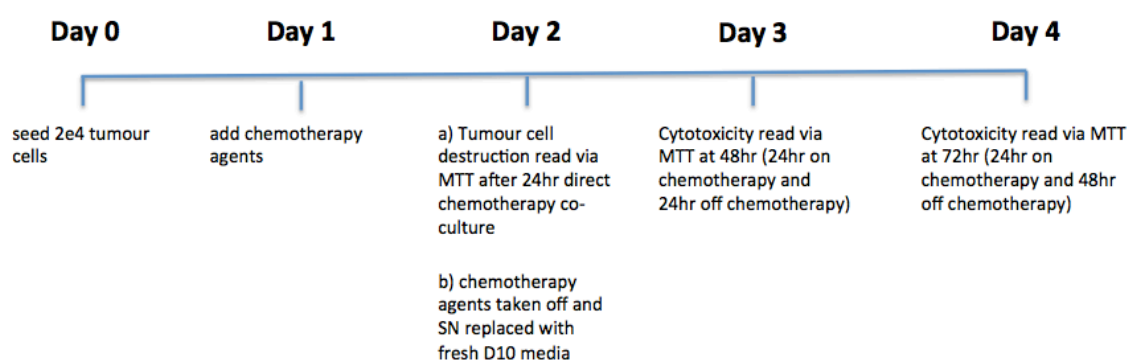 Day 0
Day 1
Day 2
Day 3
Day 4
seed 2e4 tumour
cells
add chemotherapy
agents
a) Tumour cell
destruction read via
MTT after 24hr direct
chemotherapy co-
culture
b) chemotherapy
agents taken off and
SN replaced with
fresh D10 media
Cytotoxicity read via
MTT at 48hr (24hr on
chemotherapy and
24hr off chemotherapy)
Cytotoxicity read via MTT
at 72hr (24hr on
chemotherapy and 48hr
off chemotherapy)